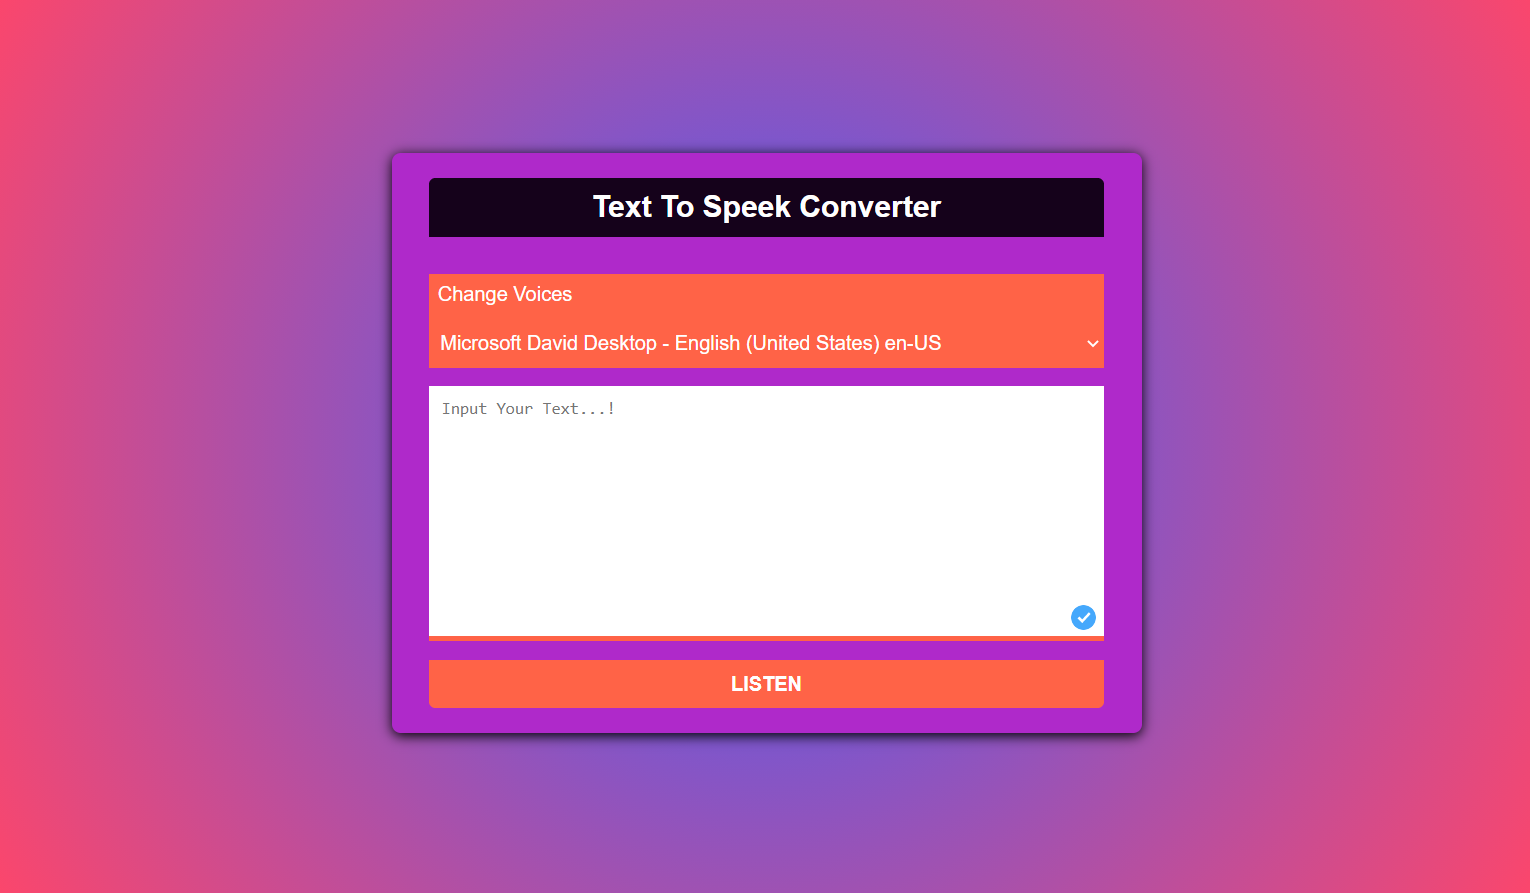 Text To Speek Converter
Change Voices
Microsoft David Desktop - English (United States) en-US
Input Your Text...!
LISTEN